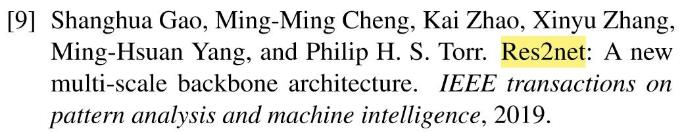 [9] Shanghua Gao, Ming-Ming Cheng, Kai Zhao, Xinyu Zhang,
Ming-Hsuan Yang, and Philip H. S. Torr. Res2net: A new
multi-scale backbone architecture. IEEE transactions on
pattern analysis and machine intelligence, 2019.